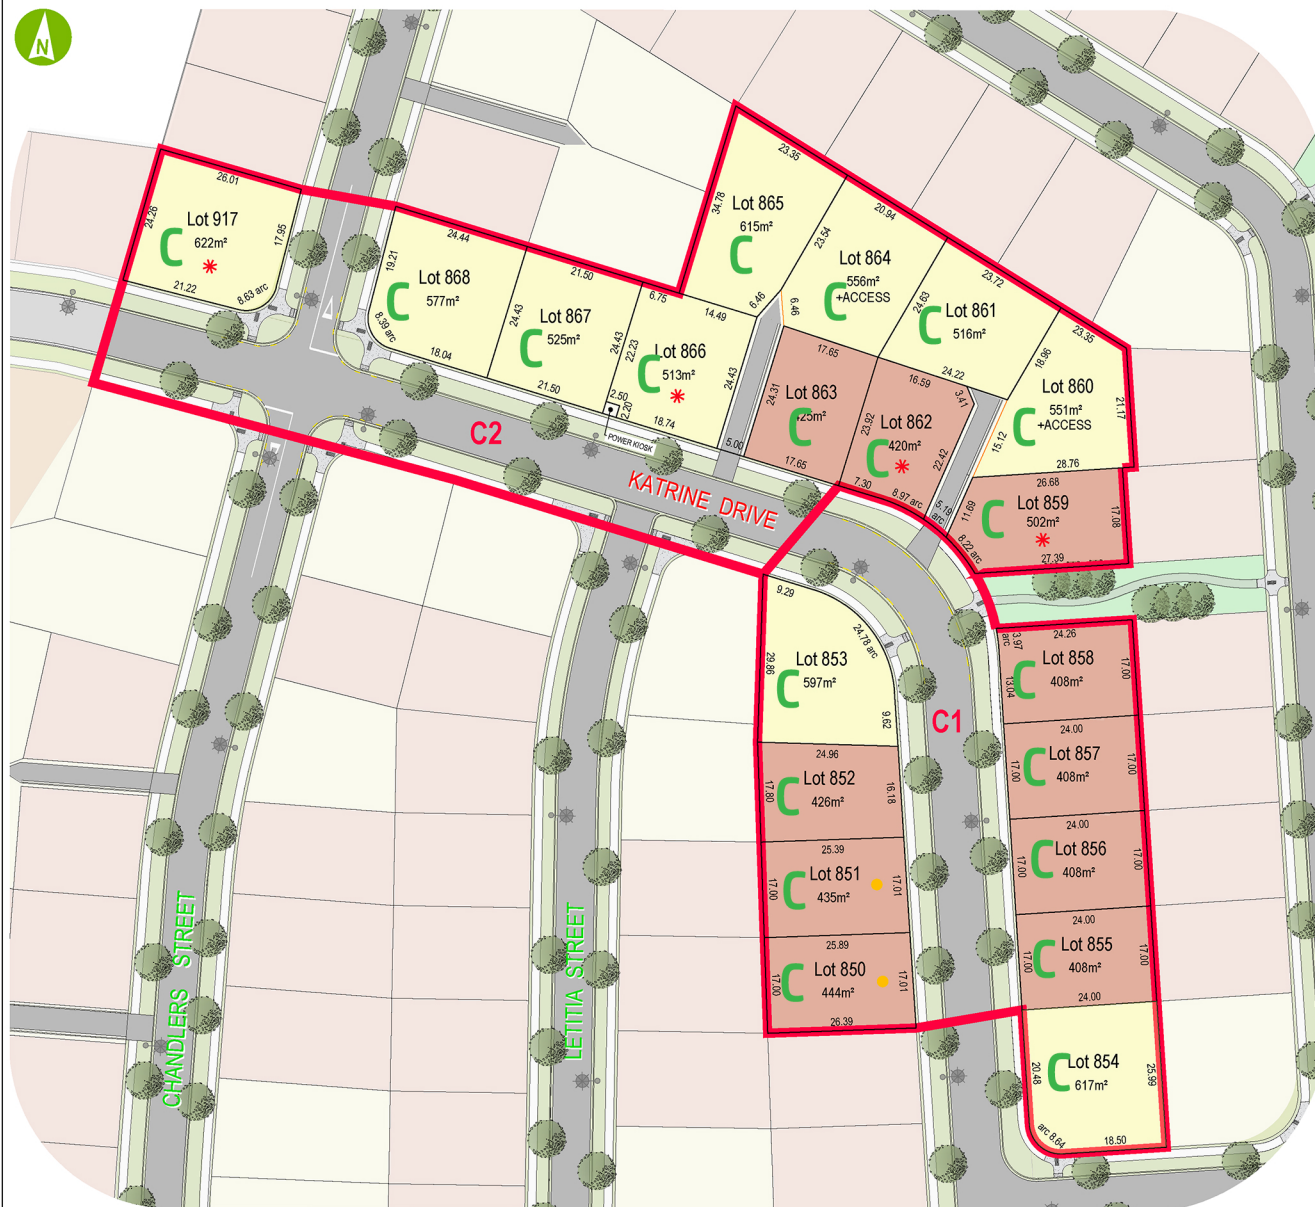 N
23.35
26.01
Lot 917
622m²
24.26
17.95
21.22
8.63 arc
24.44
19.21
Lot 868
577m²
8.39 arc
18.04
21.50
24.43
Lot 867
525m²
24.43
21.50
6.75
14.49
22.23
Lot 866
513m²
24.43
2.50
2.20
18.74
POWER KIOSK
5.00
34.78
Lot 865
615m²
23.54
6.46
6.46
20.94
Lot 864
556m²
+ACCESS
24.63
23.72
Lot 861
516m²
24.22
18.96
23.35
Lot 860
551m²
+ACCESS
21.17
15.12
28.76
17.65
24.31
Lot 863
17.65
16.59
3.41
23.92
Lot 862
420m²
22.42
7.30
8.97 arc
5.19
arc
26.68
11.69
Lot 859
502m²
17.08
8.22 arc
27.39
C2
KATRINE DRIVE
9.29
24.78 arc
29.86
Lot 853
597m²
9.62
C1
3.97
arc
24.26
Lot 858
408m²
17.00
13.04
24.00
Lot 857
408m²
17.00
17.00
24.00
Lot 856
408m²
17.00
17.00
24.00
Lot 855
408m²
17.00
17.00
24.00
24.96
Lot 852
426m²
17.80
16.18
25.39
Lot 851
435m²
17.00
17.01
25.89
Lot 850
444m²
17.00
17.01
26.39
Lot 854
617m²
20.48
25.99
arc 8.64
18.50
CHANDLERS STREET
LETITIA STREET